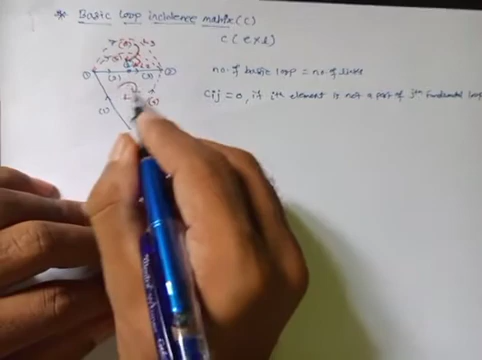 ** Basic loop incidence matrix (C)
C (e×l)
no. of basic loop = no. of links
Cij = 0, if ith element is not a part of jth fundamental loop